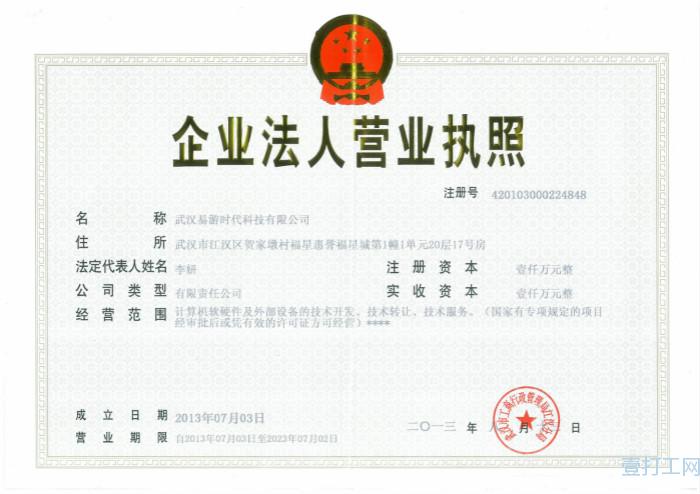 企业法人营业执照
注册号 420103000224848
名称 武汉易游时代科技有限公司
住所 武汉市江汉区贺家墩村福星惠誉福星城第1幢1单元20层17号房
法定代表人姓名 李妍 注册资本 壹仟万元整
公司类型 有限责任公司 实收资本 壹仟万元整
经营范围 计算机软硬件及外部设备的技术开发、技术转让、技术服务。(国家有专项规定的项目
经审批后或凭有效的许可证方可经营)****
成立日期 2013年07月03日
营业期限 自2013年07月03日至2023年07月02日
二〇一三 年 八 月 日
武汉市工商行政管理局江汉分局
壹打工网